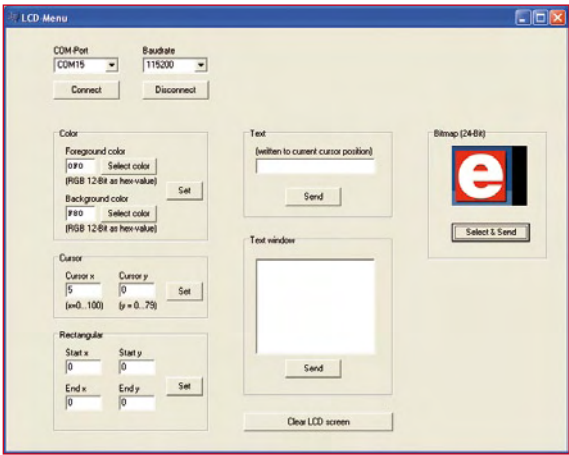 LCD-Menu
COM-Port
Baudrate
COM15
115200
Connect
Disconnect
Color
Foreground color
0F0
Select color
(RGB 12-Bit as hex-value)
Set
Background color
F80
Select color
(RGB 12-Bit as hex-value)
Cursor
Cursor x
Cursor y
5
0
Set
(x=0...100)
(y = 0...79)
Rectangular
Start x
Start y
0
0
End x
End y
Set
0
0
Text
(written to current cursor position)
Send
Text window
Send
Clear LCD screen
Bitmap (24-Bit)
e
Select & Send